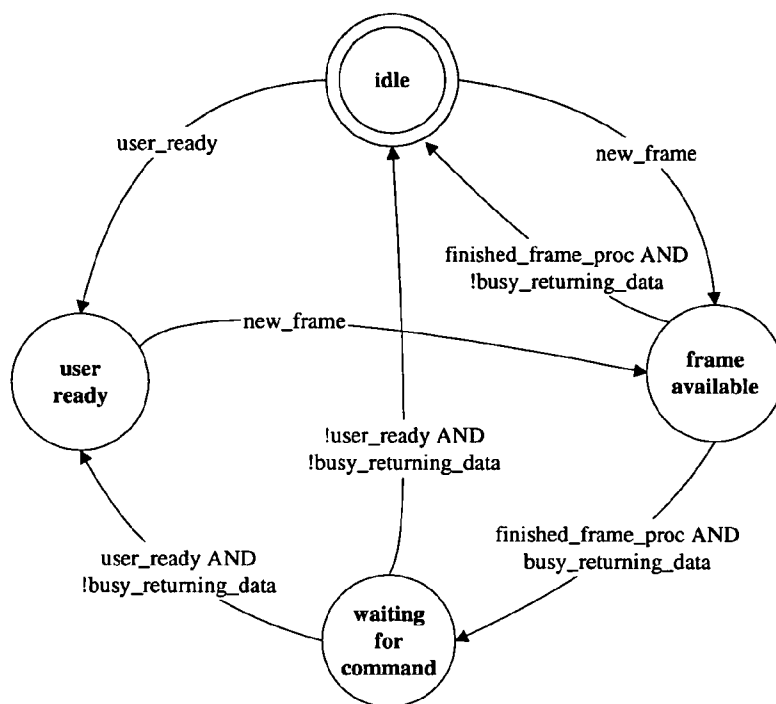 idle
user_ready
new_frame
finished_frame_proc AND
!busy_returning_data
new_frame
user
ready
frame
available
!user_ready AND
!busy_returning_data
finished_frame_proc AND
busy_returning_data
user_ready AND
!busy_returning_data
waiting
for
command